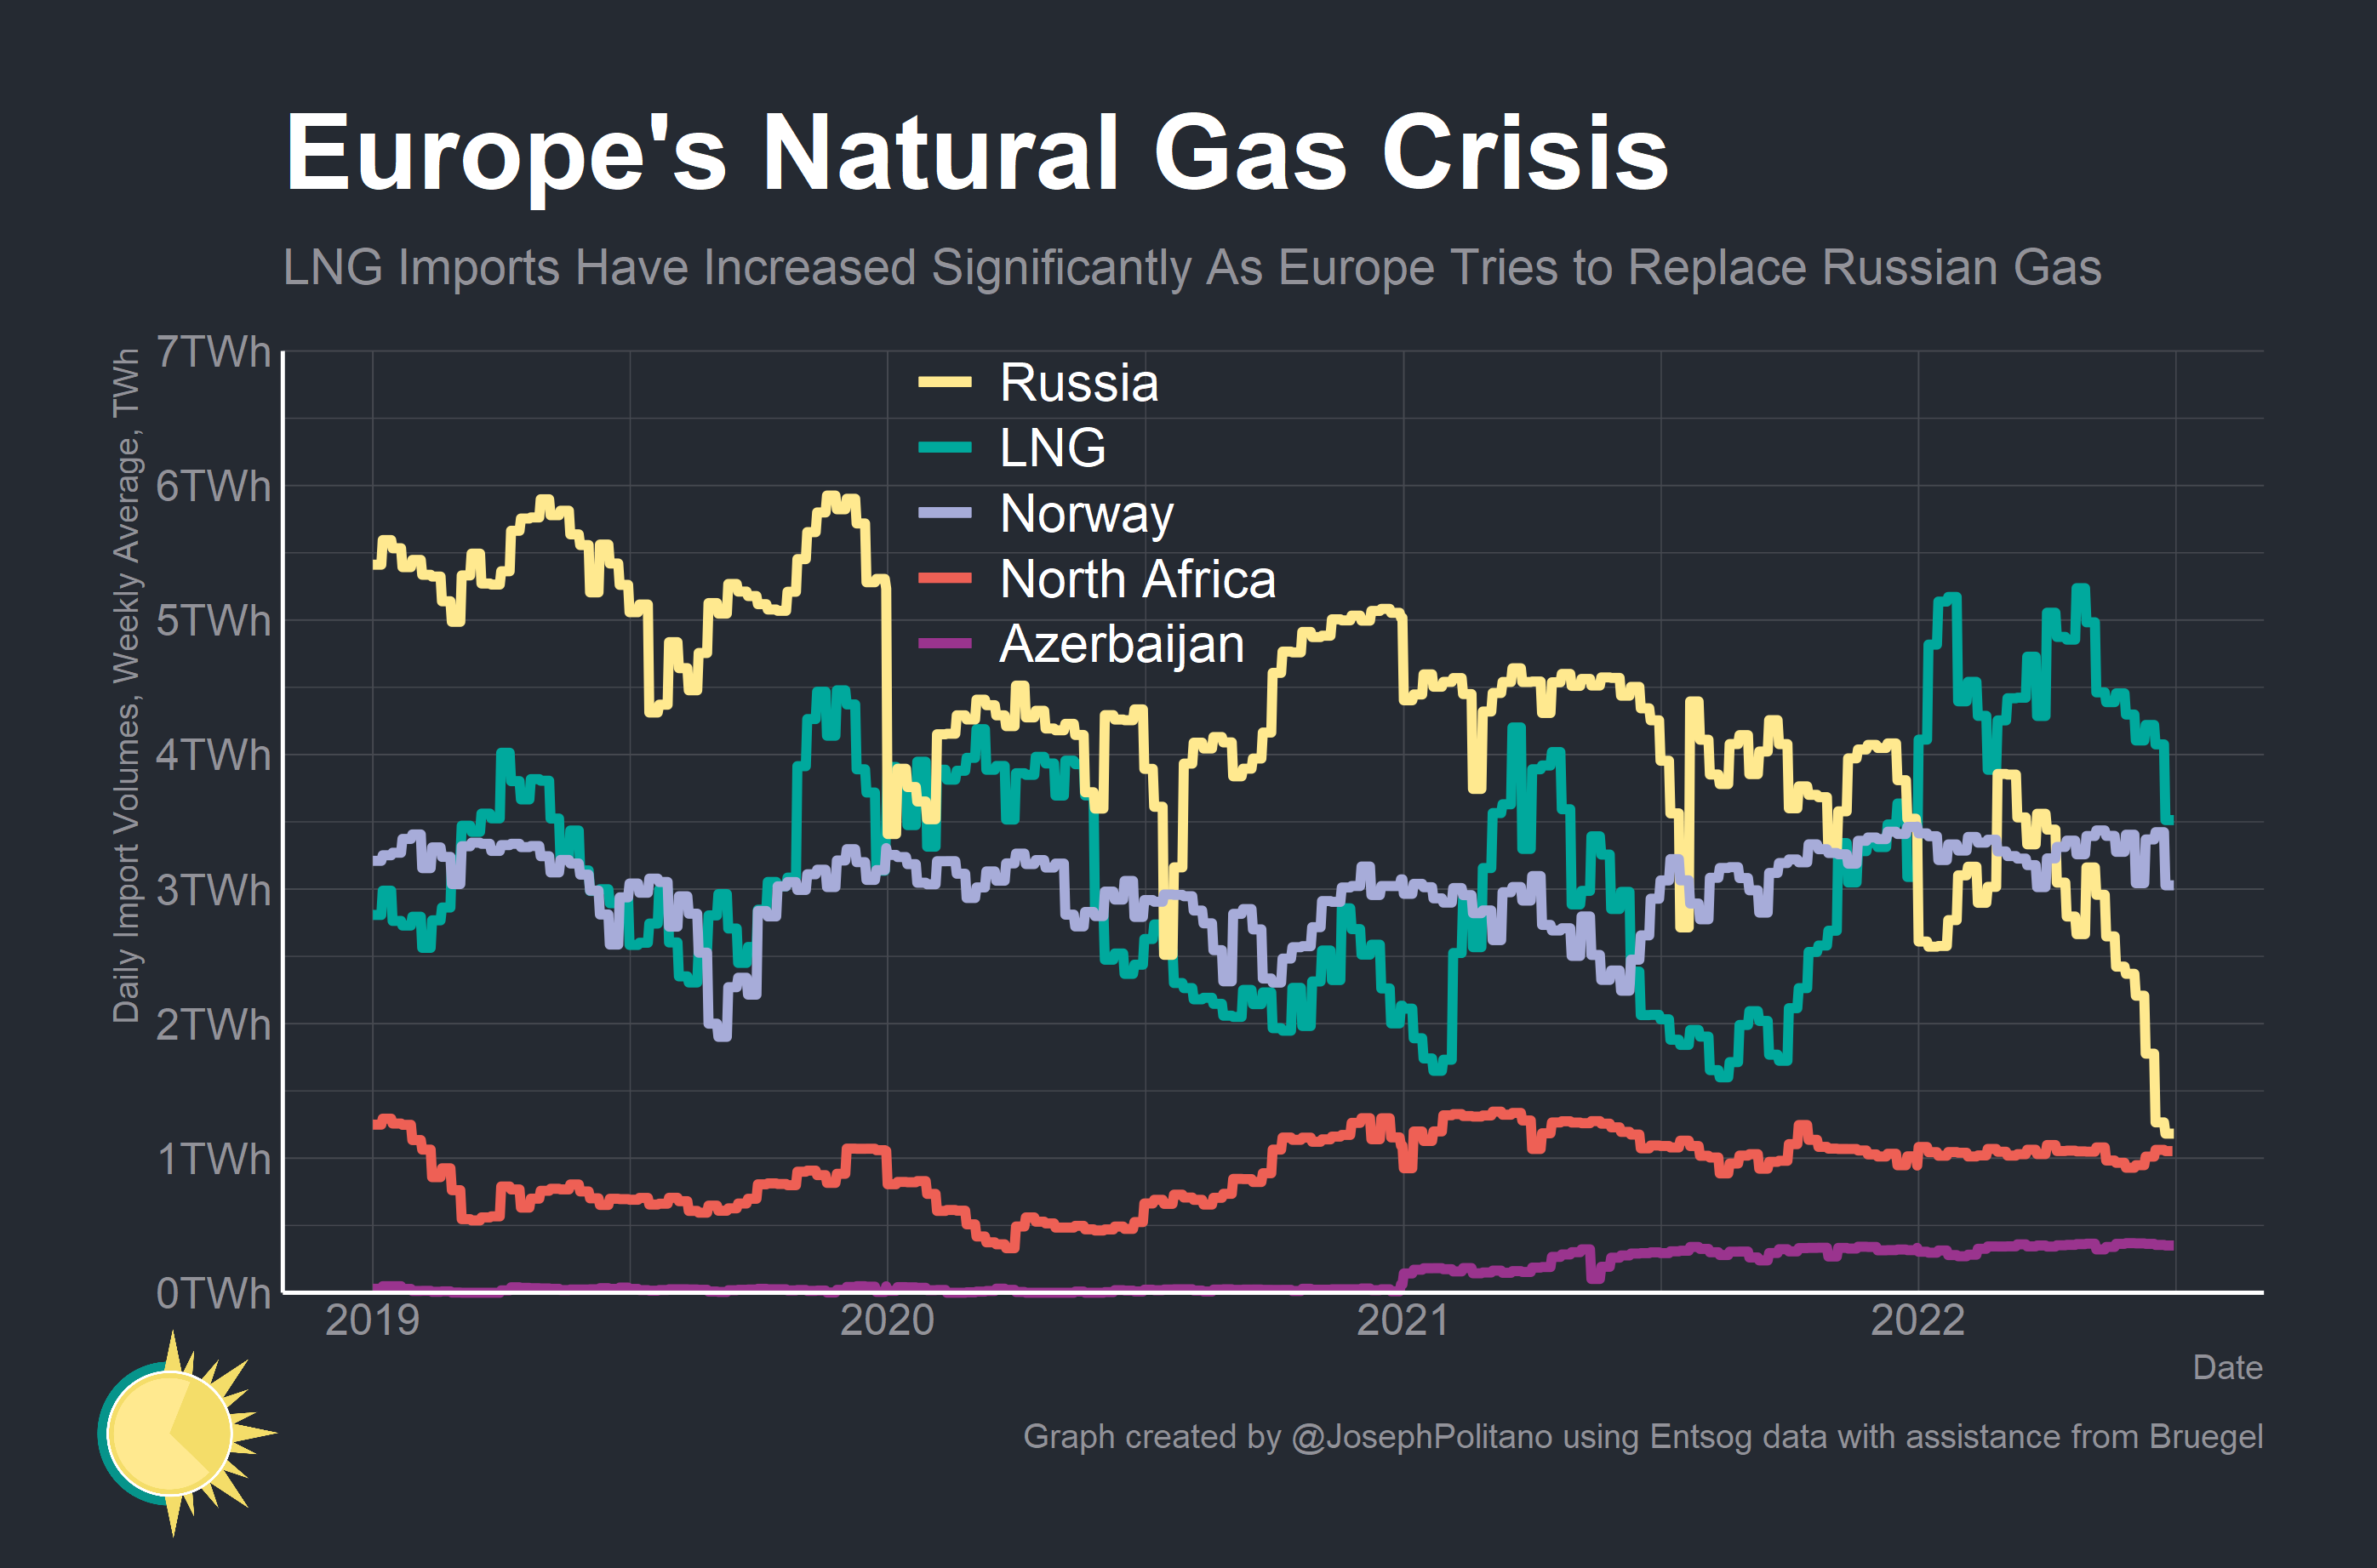 Europe's Natural Gas Crisis
LNG Imports Have Increased Significantly As Europe Tries to Replace Russian Gas
Daily Import Volumes, Weekly Average, TWh
7TWh
6TWh
5TWh
4TWh
3TWh
2TWh
1TWh
0TWh
Russia
LNG
Norway
North Africa
Azerbaijan
2019
2020
2021
2022
Date
Graph created by @JosephPolitano using Entsog data with assistance from Bruegel